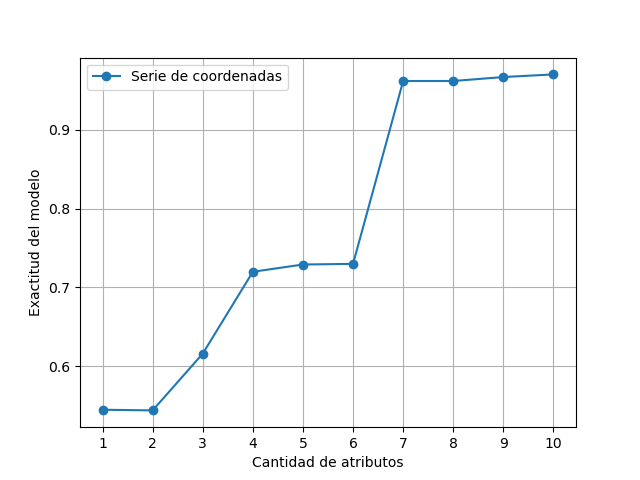 Serie de coordenadas
0.9
0.8
0.7
0.6
Exactitud del modelo
1 2 3 4 5 6 7 8 9 10
Cantidad de atributos